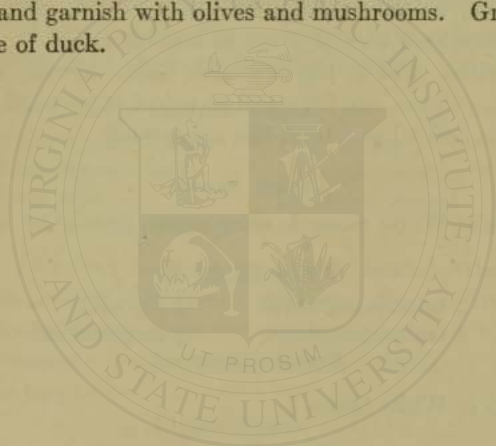 and garnish with olives and mushrooms. Gr
e of duck.
VIRGINIA POLYTECHNIC INSTITUTE
AND STATE UNIVERSITY
UT PROSIM